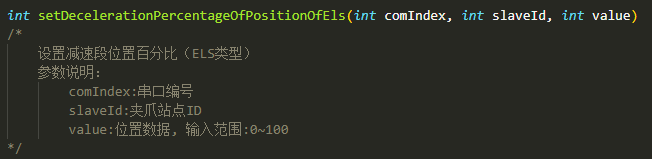 int setDecelerationPercentageOfPositionOfEls(int comIndex, int slaveId, int value)
/*
设置减速段位置百分比（ELS类型）
参数说明:
comIndex:串口编号
slaveId:夹爪站点ID
value:位置数据, 输入范围:0~100
*/